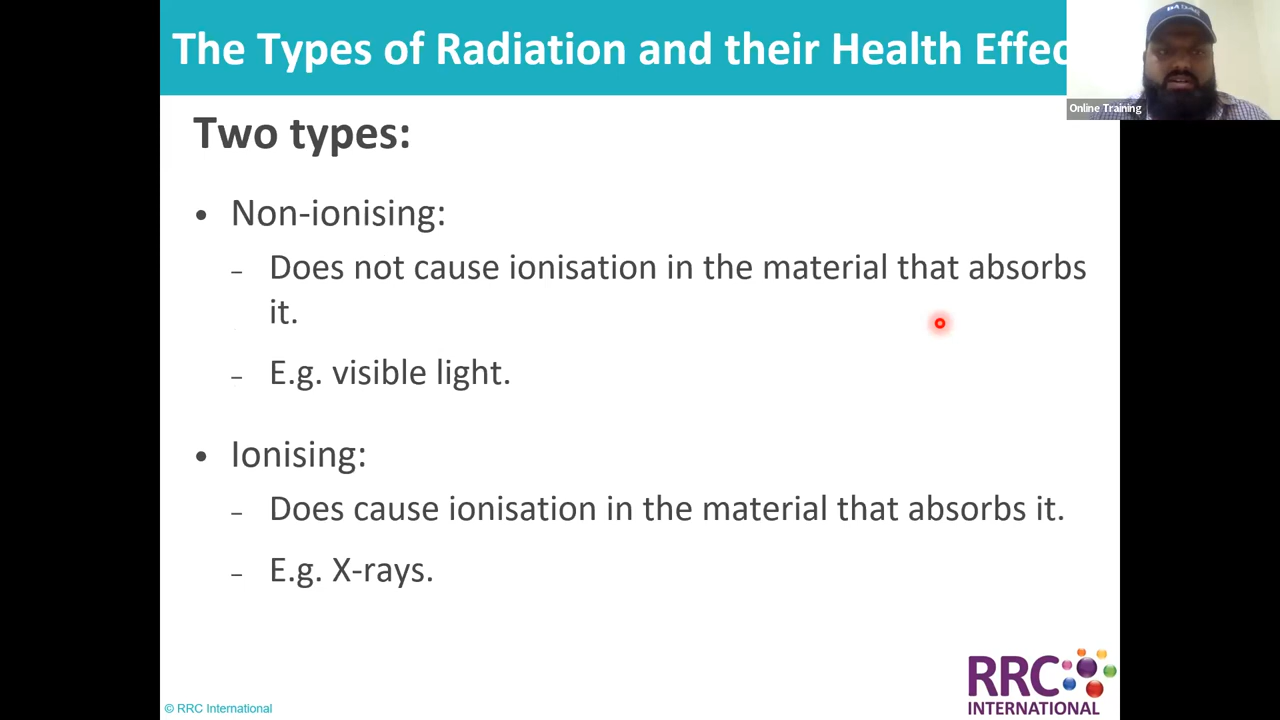 The Types of Radiation and their Health Effec
Online Training
Two types:
• Non-ionising:
– Does not cause ionisation in the material that absorbs
it.
– E.g. visible light.
• Ionising:
– Does cause ionisation in the material that absorbs it.
– E.g. X-rays.
RRC
INTERNATIONAL
© RRC International